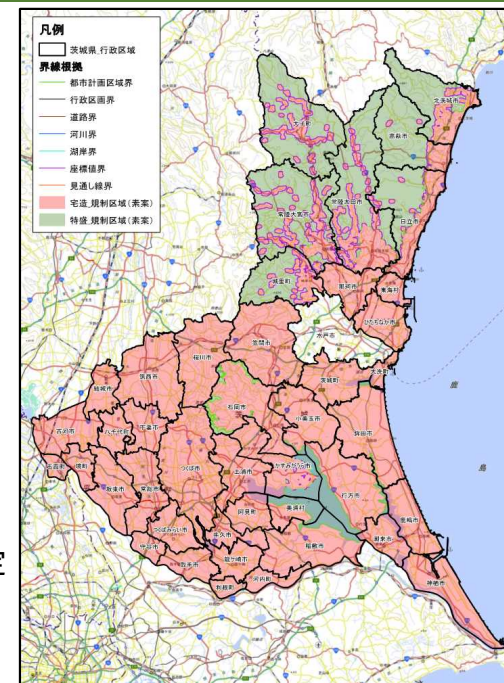 凡例
茨城県_行政区域
界線根拠
都市計画区域界
行政区画界
道路界
河川界
湖岸界
座標値界
見通し線界
宅造_規制区域(素案)
特盛_規制区域(素案)
北茨城市
大子町
高萩市
常陸太田市
常陸大宮市
日立市
城里町
那珂市
東海村
ひたちなか市
水戸市
笠間市
桜川市
大洗町
茨城町
筑西市
結城市
石岡市
小美玉市
鉾田市
古河市
八千代町
下妻市
つくば市
土浦市
かすみがうら市
行方市
五霞町
境町
坂東市
常総市
阿見町
美浦村
鹿嶋市
つくばみらい市
牛久市
稲敷市
潮来市
守谷市
取手市
龍ケ崎市
河内町
利根町
神栖市
鹿
島
定